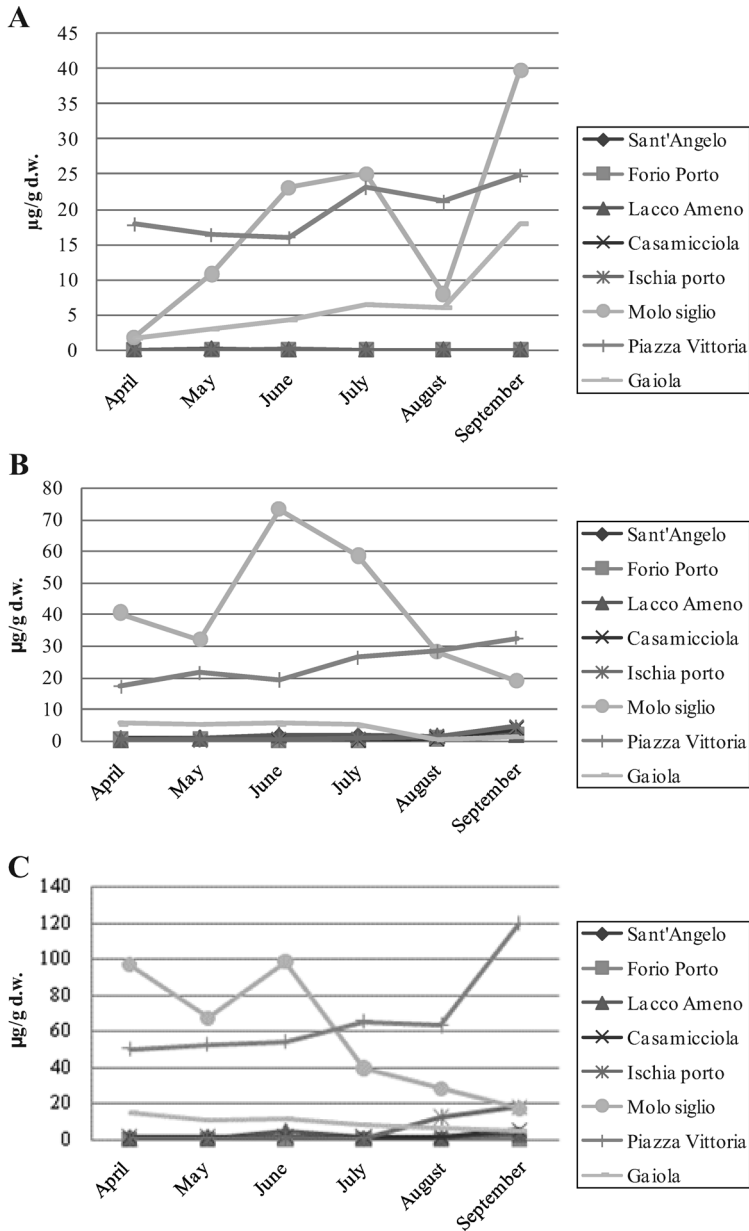 A
µg/g d.w.
45
40
35
30
25
20
15
10
5
0
April
May
June
July
August
September
Sant'Angelo
Forio Porto
Lacco Ameno
Casamicciola
Ischia porto
Molo siglio
Piazza Vittoria
Gaiola
B
µg/g d.w.
80
70
60
50
40
30
20
10
0
April
May
June
July
August
September
Sant'Angelo
Forio Porto
Lacco Ameno
Casamicciola
Ischia porto
Molo siglio
Piazza Vittoria
Gaiola
C
µg/g d.w.
140
120
100
80
60
40
20
0
April
May
June
July
August
September
Sant'Angelo
Forio Porto
Lacco Ameno
Casamicciola
Ischia porto
Molo siglio
Piazza Vittoria
Gaiola